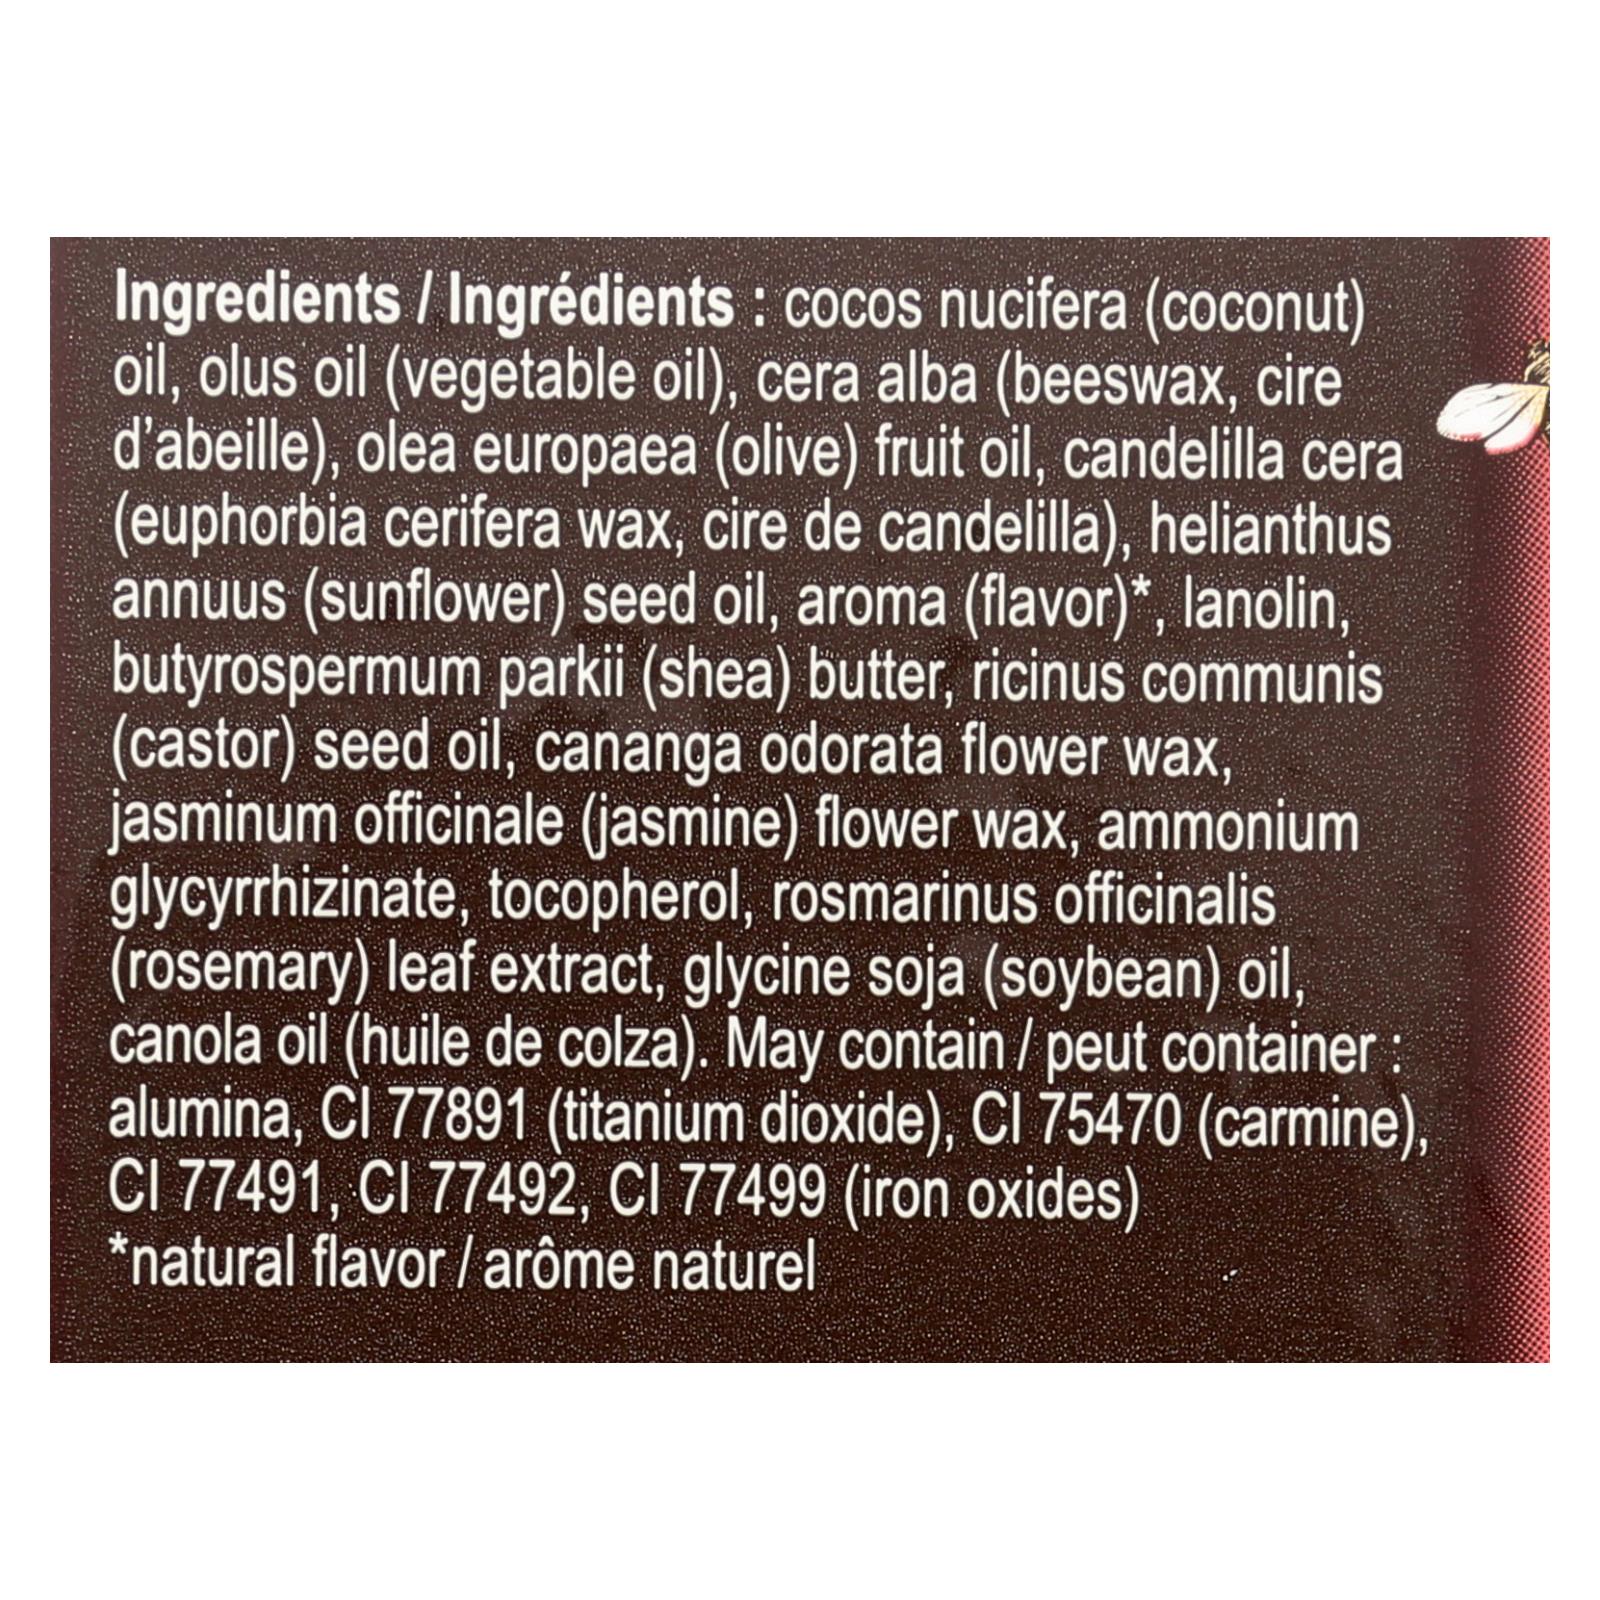 Ingredients / Ingrédients : cocos nucifera (coconut)
oil, olus oil (vegetable oil), cera alba (beeswax, cire
d'abeille), olea europaea (olive) fruit oil, candelilla cera
(euphorbia cerifera wax, cire de candelilla), helianthus
annuus (sunflower) seed oil, aroma (flavor)*, lanolin,
butyrospermum parkii (shea) butter, ricinus communis
(castor) seed oil, cananga odorata flower wax,
jasminum officinale (jasmine) flower wax, ammonium
glycyrrhizinate, tocopherol, rosmarinus officinalis
(rosemary) leaf extract, glycine soja (soybean) oil,
canola oil (huile de colza). May contain / peut container :
alumina, CI 77891 (titanium dioxide), CI 75470 (carmine),
CI 77491, CI 77492, CI 77499 (iron oxides)
*natural flavor / arôme naturel